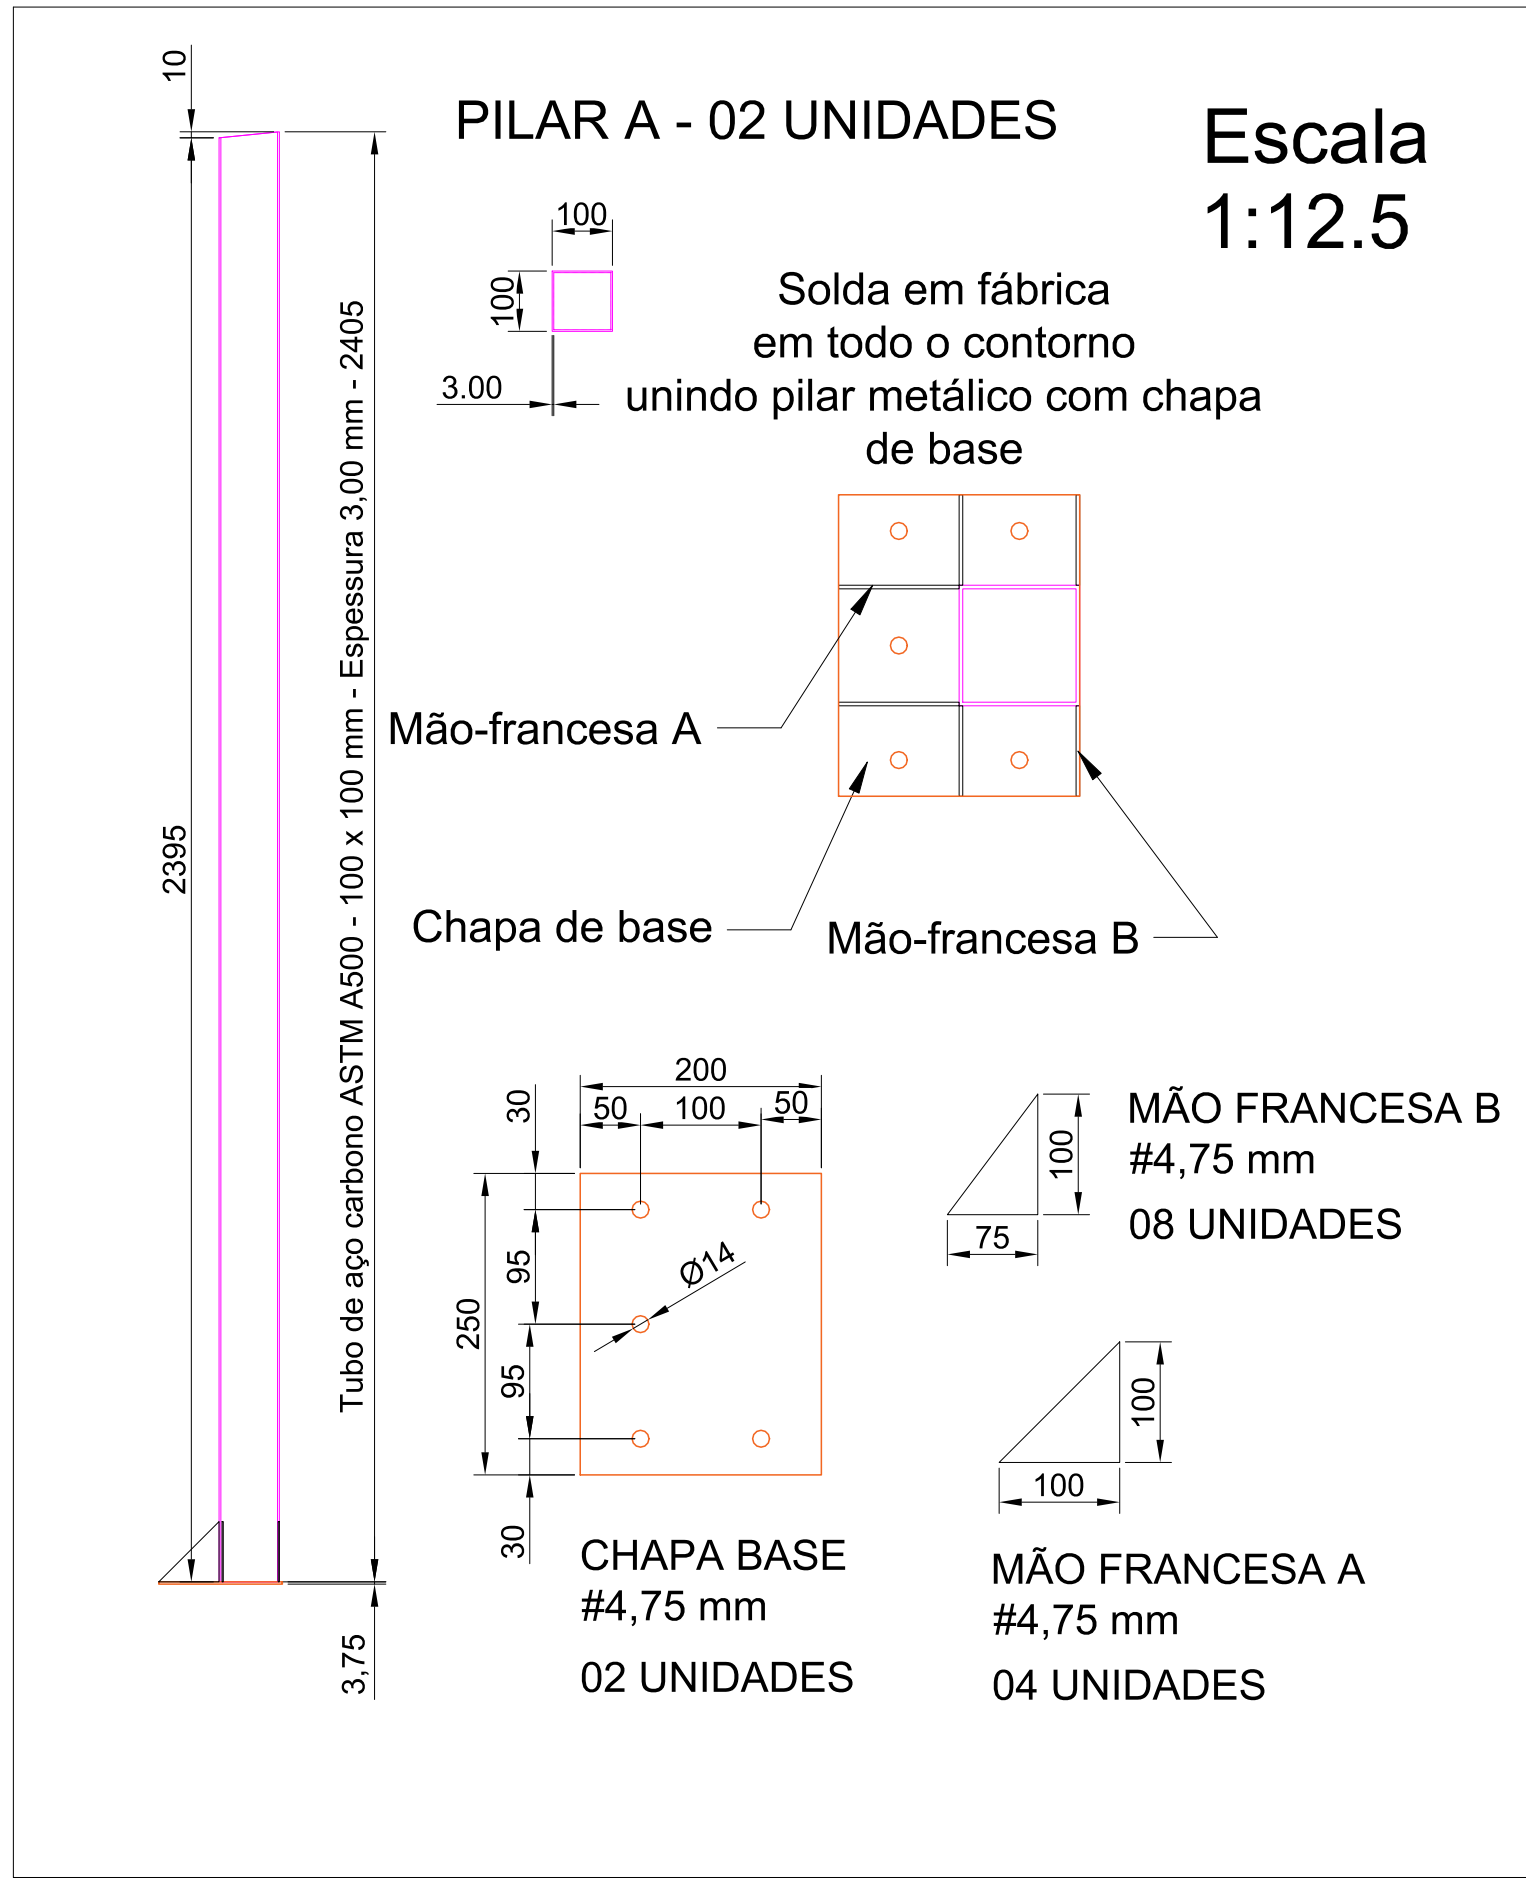 10
PILAR A - 02 UNIDADES
Escala
1:12.5
100
100
3.00
Solda em fábrica
em todo o contorno
unindo pilar metálico com chapa
de base
2395
Tubo de aço carbono ASTM A500 - 100 x 100 mm - Espessura 3,00 mm - 2405
Mão-francesa A
Chapa de base
Mão-francesa B
200
50
100
50
30
95
250
95
30
Ø14
CHAPA BASE
#4,75 mm
02 UNIDADES
100
75
MÃO FRANCESA B
#4,75 mm
08 UNIDADES
100
100
MÃO FRANCESA A
#4,75 mm
04 UNIDADES
3,75